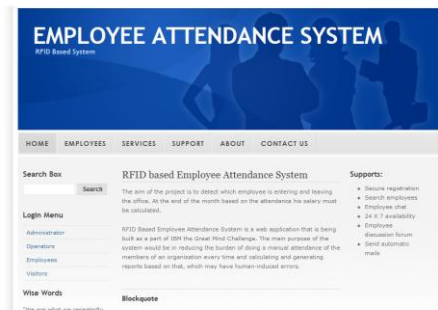 EMPLOYEE ATTENDANCE SYSTEM
RFID Based System
HOME EMPLOYEES SERVICES SUPPORT ABOUT CONTACT US
Search Box
Search
Login Menu
Administrator
Operators
Employees
Visitors
Wise Words
"We are what we repeatedly
RFID based Employee Attendance System
The aim of the project is to detect which employee is entering and leaving
the office. At the end of the month based on the attendance his salary must
be calculated.
RFID Based Employee Attendance System is a web application that is being
built as a part of IBM the Great Mind Challenge. The main purpose of the
system would be in reducing the burden of doing a manual attendance of the
members of an organization every time and calculating and generating
reports based on that, which may have human-induced errors.
Blockquote
Supports:
Secure registration
Search employees
Employee chat
24 X 7 availability
Employee
discussion forum
Send automatic
mails